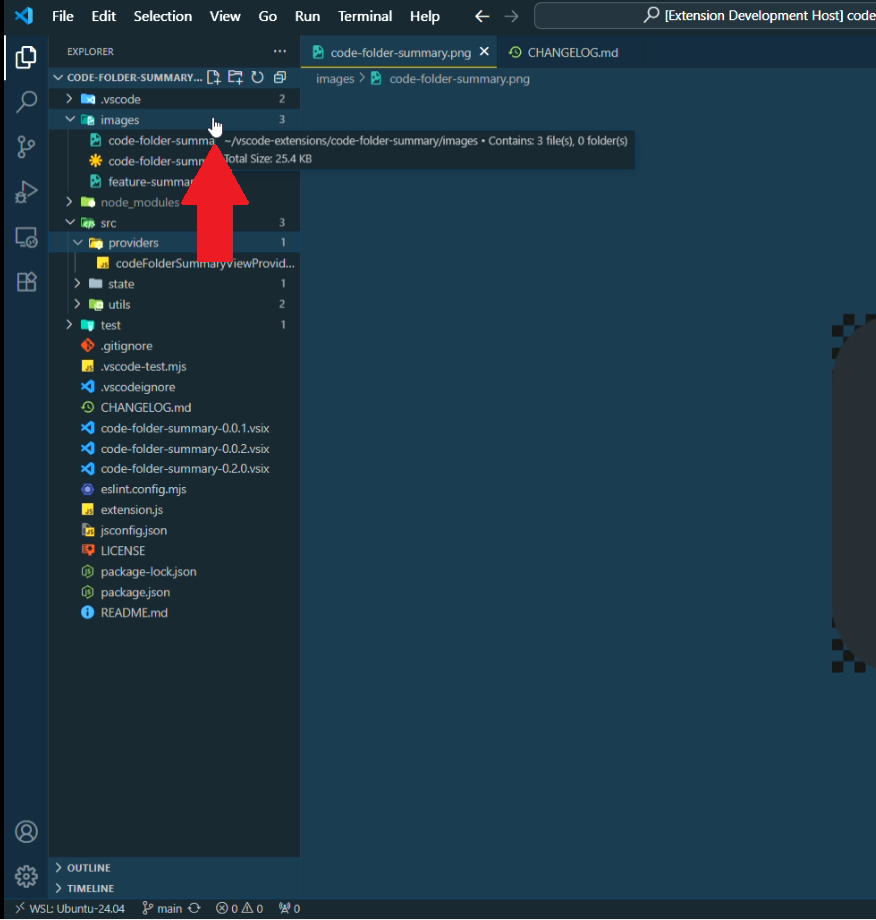 File Edit Selection View Go Run Terminal Help [Extension Development Host] code
EXPLORER
code-folder-summary.png
CHANGELOG.md
CODE-FOLDER-SUMMARY...
images > code-folder-summary.png
.vscode 2
images 3
code-folder-summa
~/vscode-extensions/code-folder-summary/images • Contains: 3 file(s), 0 folder(s)
code-folder-summ
Total Size: 25.4 KB
feature-summar
node_modules
src 3
providers 1
codeFolderSummaryViewProvid...
state 1
utils 2
test 1
.gitignore
.vscode-test.mjs
.vscodeignore
CHANGELOG.md
code-folder-summary-0.0.1.vsix
code-folder-summary-0.0.2.vsix
code-folder-summary-0.2.0.vsix
eslint.config.mjs
extension.js
jsconfig.json
LICENSE
package-lock.json
package.json
README.md
OUTLINE
TIMELINE
WSL: Ubuntu-24.04 main 0 0 0